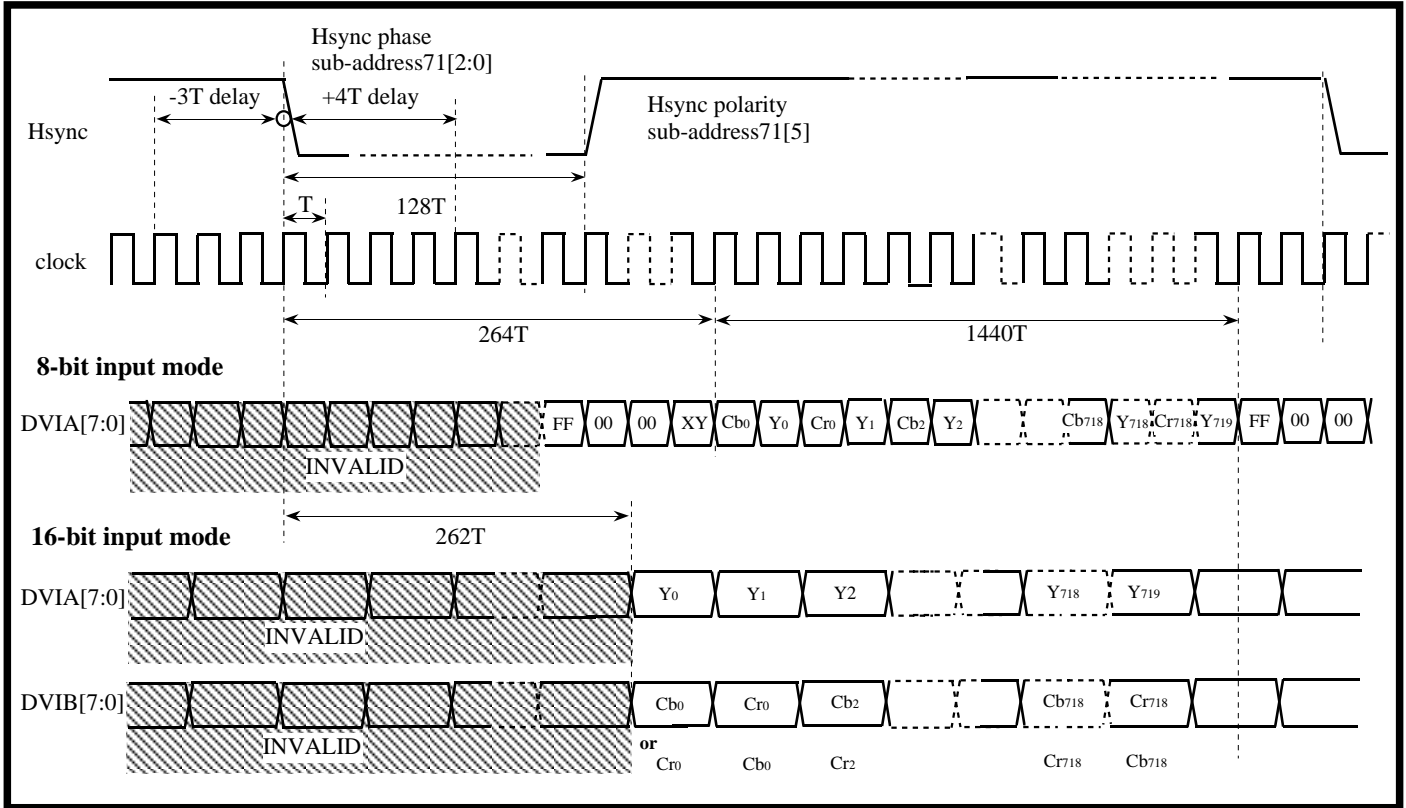 Hsync phase
sub-address71[2:0]
-3T delay
+4T delay
Hsync
Hsync polarity
sub-address71[5]
T
128T
clock
264T
1440T
8-bit input mode
DVIA[7:0]
FF 00 00 XY Cb0 Y0 Cr0 Y1 Cb2 Y2 Cb718 Y718 Cr718 Y719 FF 00 00
INVALID
262T
16-bit input mode
DVIA[7:0]
Y0 Y1 Y2 Y718 Y719
INVALID
DVIB[7:0]
Cb0 Cr0 Cb2 Cb718 Cr718
INVALID
or
Cr0 Cb0 Cr2 Cr718 Cb718